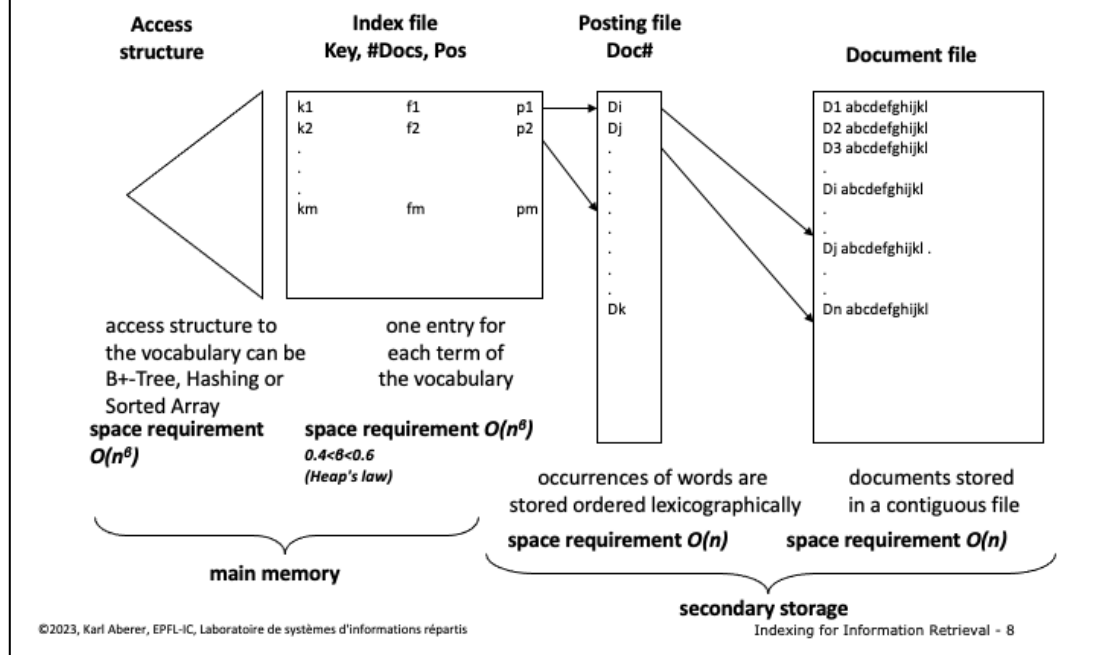 Access
structure
Index file
Key, #Docs, Pos
Posting file
Doc#
Document file
k1 f1 p1
k2 f2 p2
.
.
.
km fm pm
Di
Dj
.
.
.
.
.
.
.
.
Dk
D1 abcdefghijkl
D2 abcdefghijkl
D3 abcdefghijkl
.
Di abcdefghijkl
.
.
Dj abcdefghijkl .
.
.
Dn abcdefghijkl
access structure to
the vocabulary can be
B+-Tree, Hashing or
Sorted Array
space requirement
O(nᵝ)
one entry for
each term of
the vocabulary
space requirement O(nᵝ)
0.4<β<0.6
(Heap's law)
occurrences of words are
stored ordered lexicographically
space requirement O(n)
documents stored
in a contiguous file
space requirement O(n)
main memory
secondary storage
©2023, Karl Aberer, EPFL-IC, Laboratoire de systèmes d'informations répartis
Indexing for Information Retrieval - 8